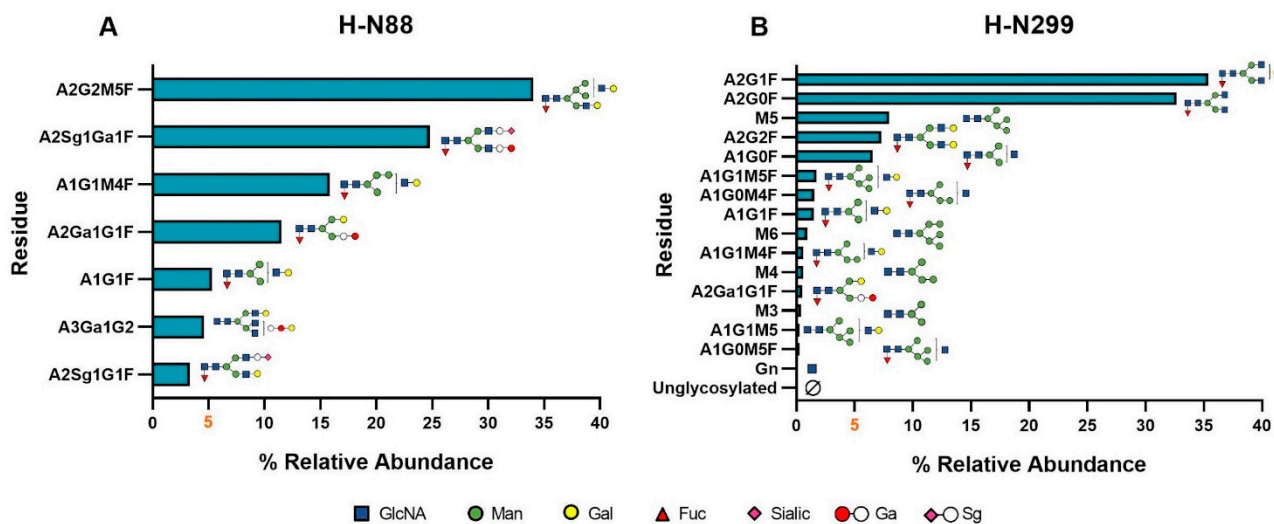 A
H-N88
Residue
A2G2M5F
A2Sg1Ga1F
A1G1M4F
A2Ga1G1F
A1G1F
A3Ga1G2
A2Sg1G1F
0 5 10 15 20 25 30 35 40
% Relative Abundance
B
H-N299
Residue
A2G1F
A2G0F
M5
A2G2F
A1G0F
A1G1M5F
A1G0M4F
A1G1F
M6
A1G1M4F
M4
A2Ga1G1F
M3
A1G1M5
A1G0M5F
Gn
Unglycosylated
0 5 10 15 20 25 30 35 40
% Relative Abundance
GlcNA Man Gal Fuc Sialic Ga Sg